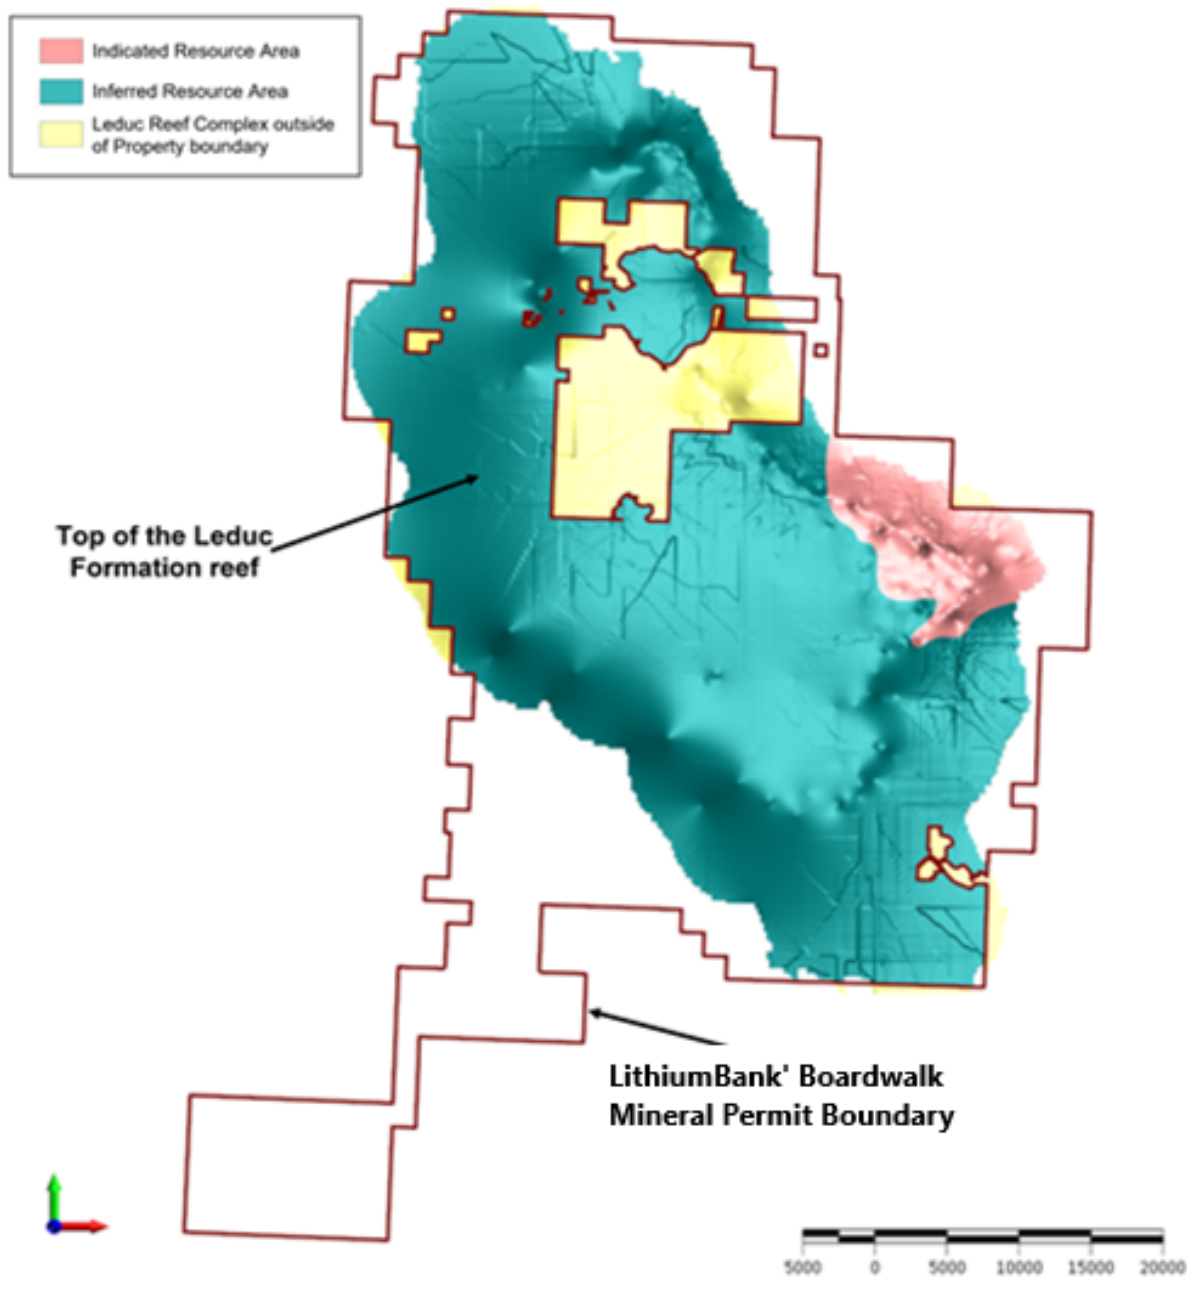 Indicated Resource Area
Inferred Resource Area
Leduc Reef Complex outside
of Property boundary
Top of the Leduc
Formation reef
LithiumBank' Boardwalk
Mineral Permit Boundary
5000 0 5000 10000 15000 20000